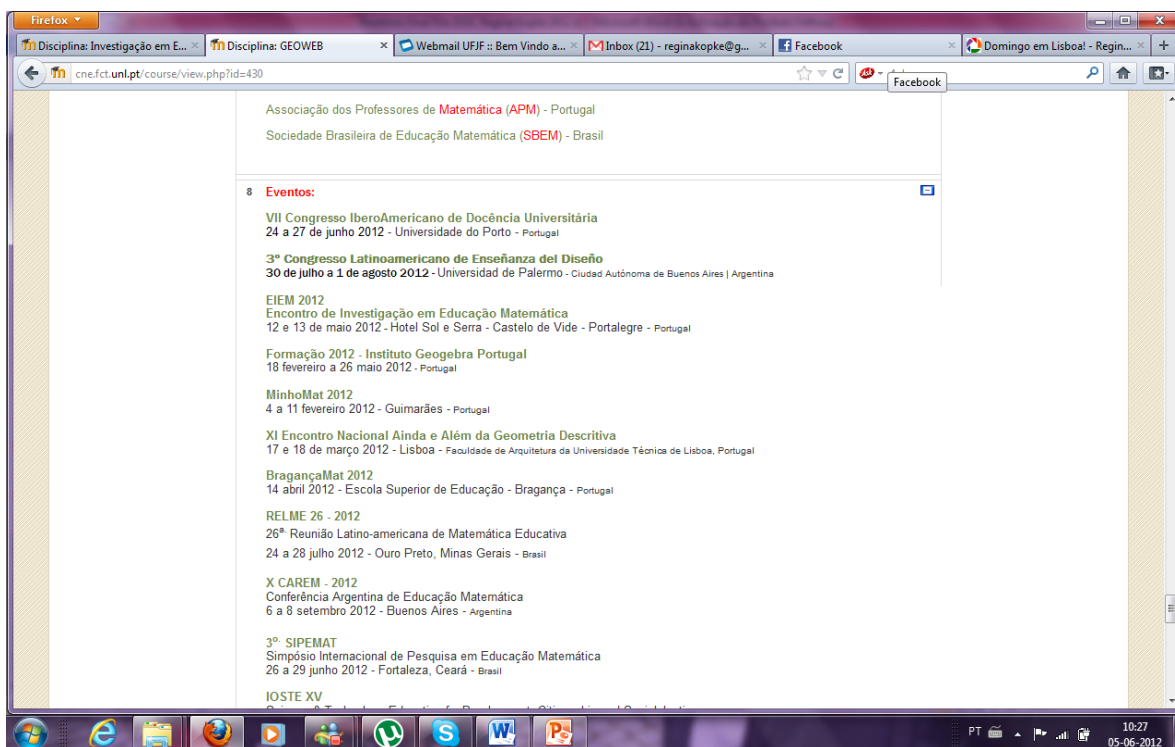 Firefox
Disciplina: Investigação em E...
Disciplina: GEOWEB
Webmail UFJF :: Bem Vindo a...
Inbox (21) - reginakopke@g...
Facebook
Domingo em Lisboa! - Regin...
cne.fct.unl.pt/course/view.php?id=430
Facebook
Associação dos Professores de Matemática (APM) - Portugal
Sociedade Brasileira de Educação Matemática (SBEM) - Brasil
8 Eventos:
VII Congresso IberoAmericano de Docência Universitária
24 a 27 de junho 2012 - Universidade do Porto - Portugal
3º Congresso Latinoamericano de Enseñanza del Diseño
30 de julho a 1 de agosto 2012 - Universidad de Palermo - Ciudad Autónoma de Buenos Aires | Argentina
EIEM 2012
Encontro de Investigação em Educação Matemática
12 e 13 de maio 2012 - Hotel Sol e Serra - Castelo de Vide - Portalegre - Portugal
Formação 2012 - Instituto Geogebra Portugal
18 fevereiro a 26 maio 2012 - Portugal
MinhoMat 2012
4 a 11 fevereiro 2012 - Guimarães - Portugal
XI Encontro Nacional Ainda e Além da Geometria Descritiva
17 e 18 de março 2012 - Lisboa - Faculdade de Arquitetura da Universidade Técnica de Lisboa, Portugal
BragançaMat 2012
14 abril 2012 - Escola Superior de Educação - Bragança - Portugal
RELME 26 - 2012
26ª. Reunião Latino-americana de Matemática Educativa
24 a 28 julho 2012 - Ouro Preto, Minas Gerais - Brasil
X CAREM - 2012
Conferência Argentina de Educação Matemática
6 a 8 setembro 2012 - Buenos Aires - Argentina
3º. SIPEMAT
Simpósio Internacional de Pesquisa em Educação Matemática
26 a 29 junho 2012 - Fortaleza, Ceará - Brasil
IOSTE XV
PT
10:27
05-06-2012